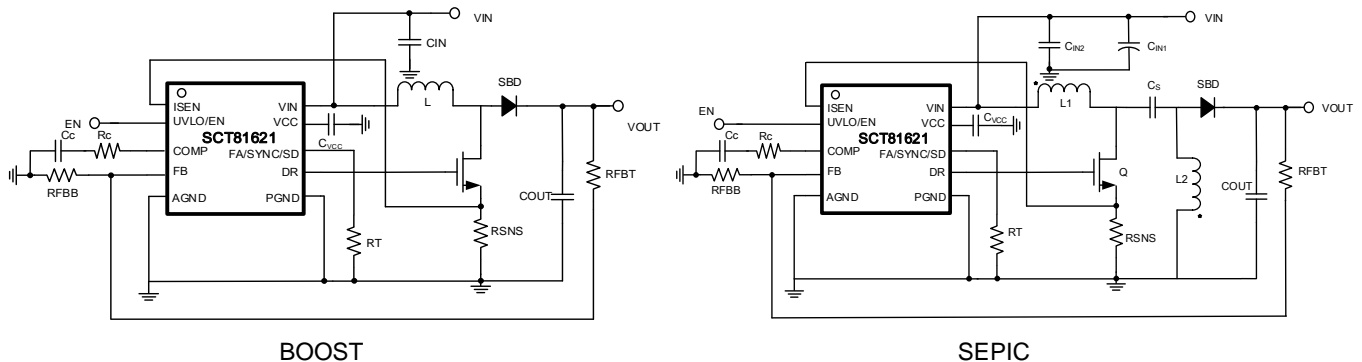 VIN
CIN
ISEN
UVLO/EN
COMP
FB
AGND
SCT81621
VIN
VCC
FA/SYNC/SD
DR
PGND
EN
Cc
Rc
RFBB
CVCC
L
SBD
VOUT
RFBT
COUT
RSNS
RT
BOOST
VIN
CIN2
CIN1
ISEN
UVLO/EN
COMP
FB
AGND
SCT81621
VIN
VCC
FA/SYNC/SD
DR
PGND
EN
Cc
Rc
RFBB
CVCC
L1
CS
SBD
VOUT
Q
L2
COUT
RFBT
RSNS
RT
SEPIC